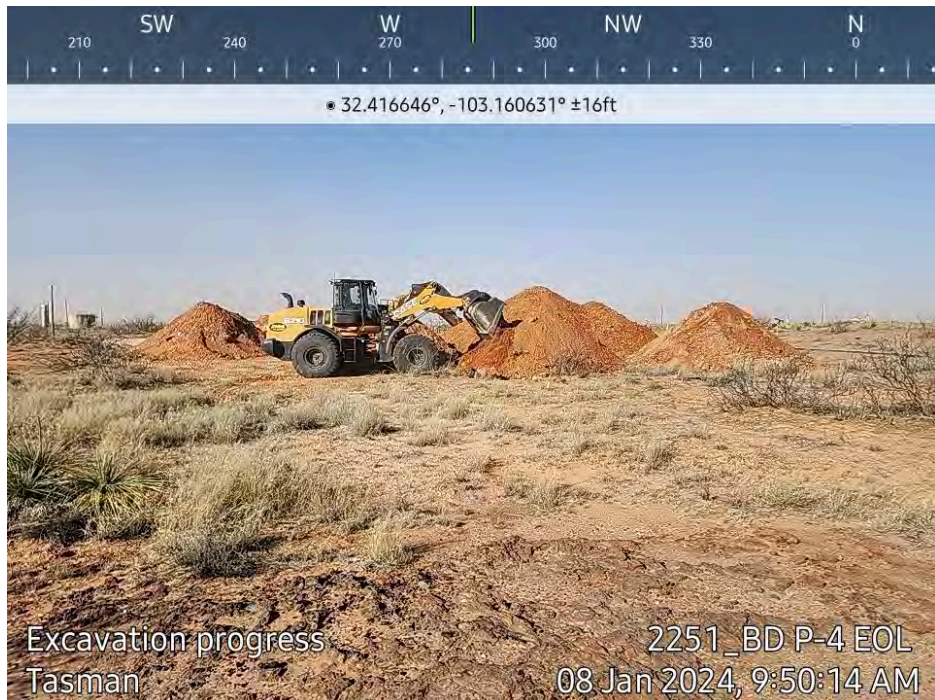 SW W NW N
210 240 270 300 330 0
32.416646°, -103.160631° ±16ft
Excavation progress
2251_BD P-4 EOL
Tasman
08 Jan 2024, 9:50:14 AM